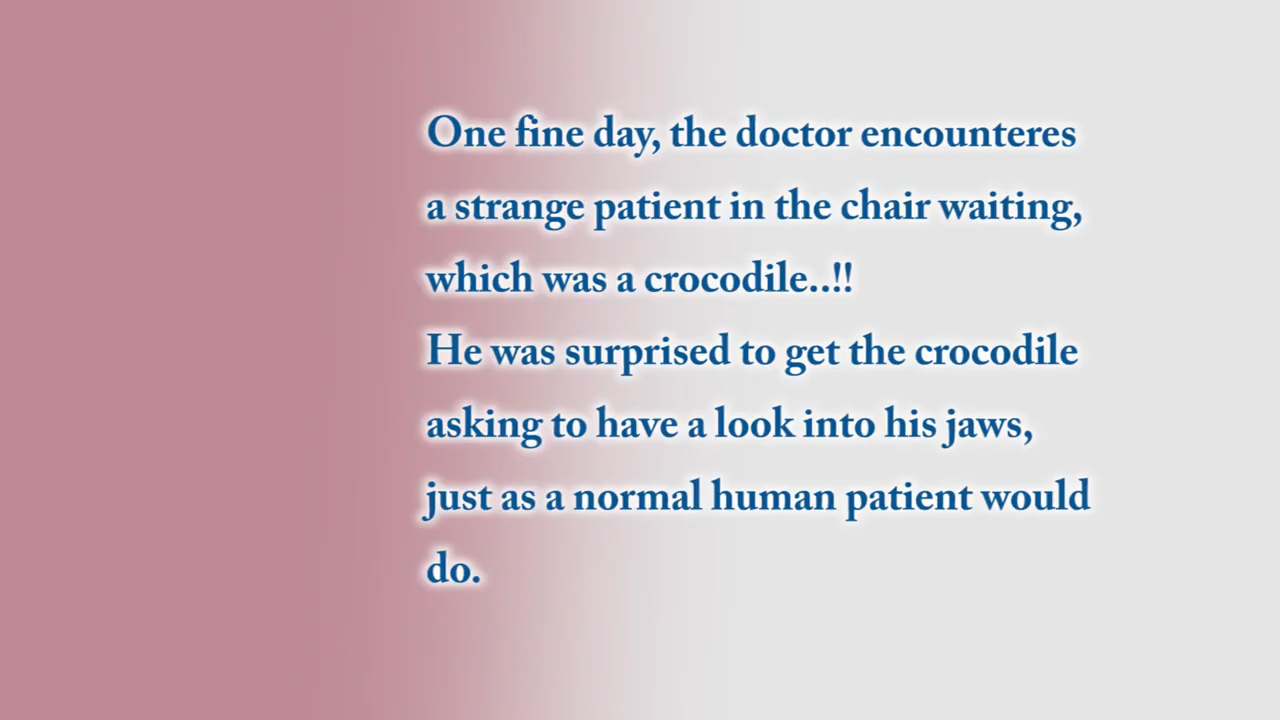 One fine day, the doctor encounteres
a strange patient in the chair waiting,
which was a crocodile..!!
He was surprised to get the crocodile
asking to have a look into his jaws,
just as a normal human patient would
do.